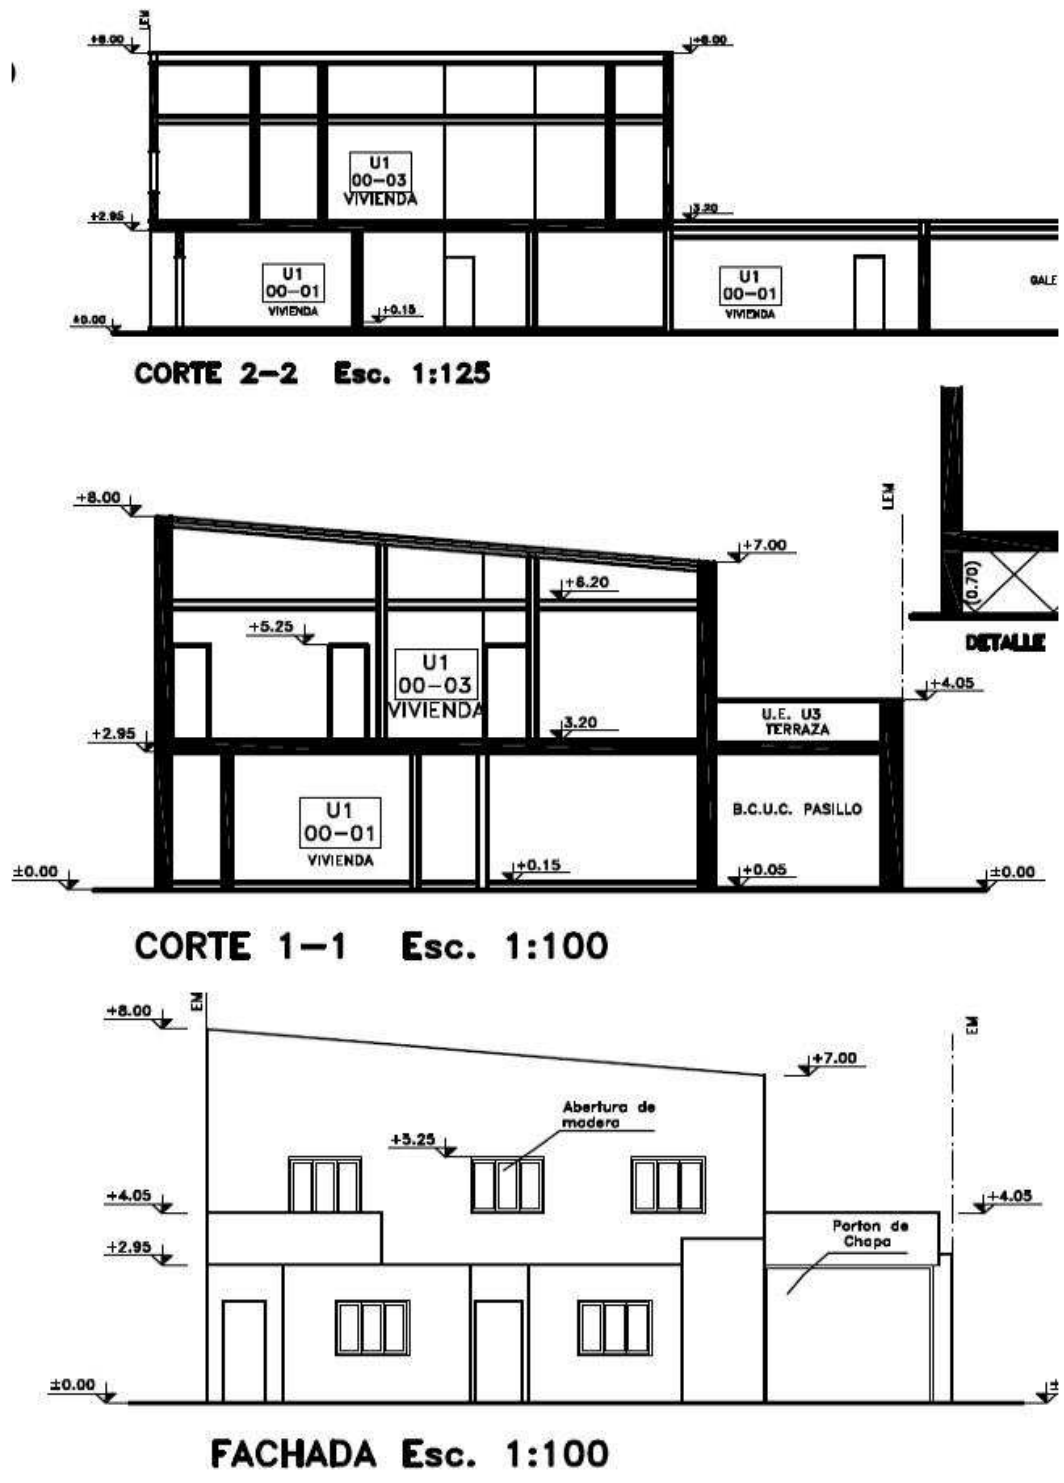 LEM
+8.00
+8.00
U1
00-03
VIVIENDA
+2.95
3.20
U1
00-01
VIVIENDA
+0.15
U1
00-01
VIVIENDA
GALE
±0.00
CORTE 2-2 Esc. 1:125
+8.00
LEM
+7.00
+6.20
(0.70)
DETALLE
+5.25
U1
00-03
VIVIENDA
+4.05
U.E. U3
TERRAZA
+2.95
3.20
U1
00-01
VIVIENDA
B.C.U.C. PASILLO
±0.00
+0.15
+0.05
±0.00
CORTE 1-1 Esc. 1:100
EM
+8.00
EM
+7.00
Abertura de
madera
+5.25
+4.05
+4.05
Porton de
Chapa
+2.95
±0.00
±
FACHADA Esc. 1:100